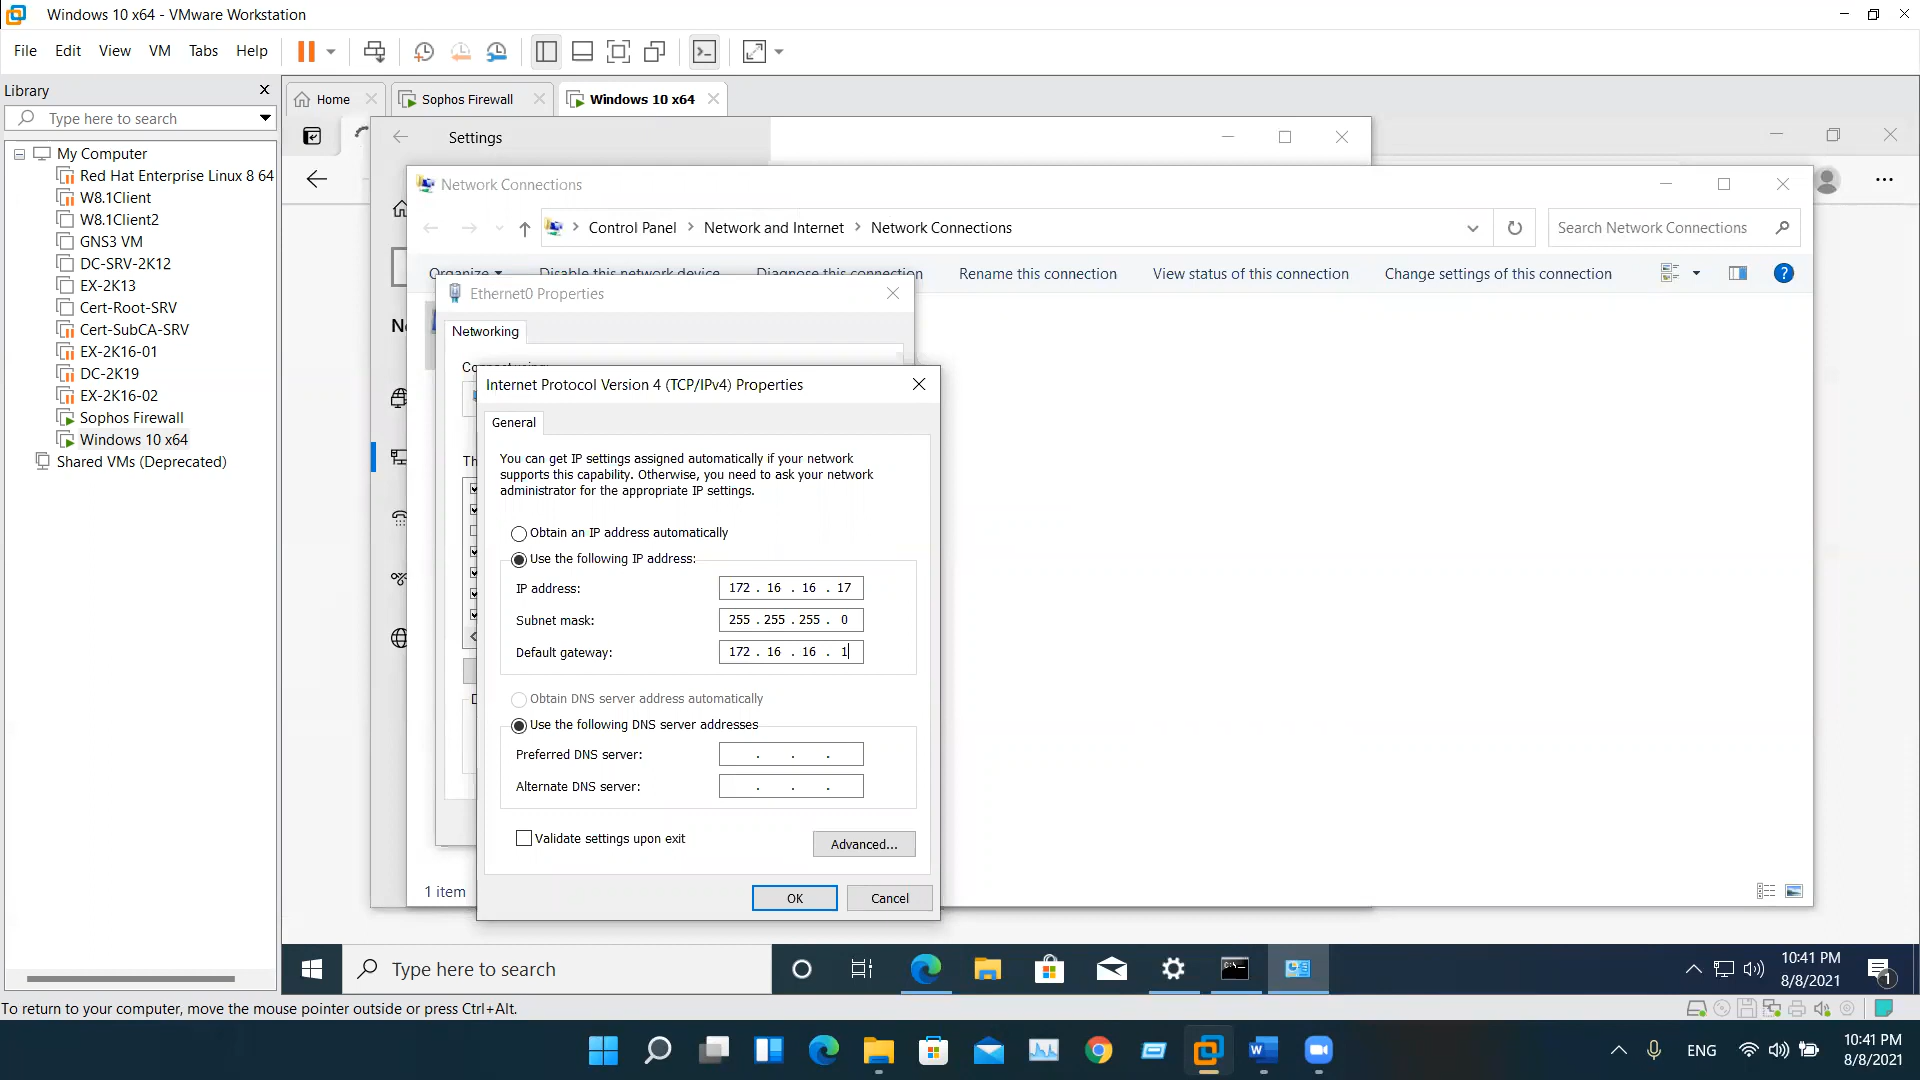 Windows 10 x64 - VMware Workstation
File Edit View VM Tabs Help
Library
Type here to search
My Computer
Red Hat Enterprise Linux 8 64
W8.1Client
W8.1Client2
GNS3 VM
DC-SRV-2K12
EX-2K13
Cert-Root-SRV
Cert-SubCA-SRV
EX-2K16-01
DC-2K19
EX-2K16-02
Sophos Firewall
Windows 10 x64
Shared VMs (Deprecated)
Home Sophos Firewall Windows 10 x64
Settings
Network Connections
Control Panel Network and Internet Network Connections
Search Network Connections
Organize Disable this network device Diagnose this connection Rename this connection View status of this connection Change settings of this connection
Ethernet0 Properties
Networking
Internet Protocol Version 4 (TCP/IPv4) Properties
General
You can get IP settings assigned automatically if your network
supports this capability. Otherwise, you need to ask your network
administrator for the appropriate IP settings.
Obtain an IP address automatically
Use the following IP address:
IP address: 172 . 16 . 16 . 17
Subnet mask: 255 . 255 . 255 . 0
Default gateway: 172 . 16 . 16 . 1
Obtain DNS server address automatically
Use the following DNS server addresses
Preferred DNS server: . . .
Alternate DNS server: . . .
Validate settings upon exit
Advanced...
OK Cancel
1 item
Type here to search
10:41 PM
8/8/2021
1
To return to your computer, move the mouse pointer outside or press Ctrl+Alt.
ENG
10:41 PM
8/8/2021